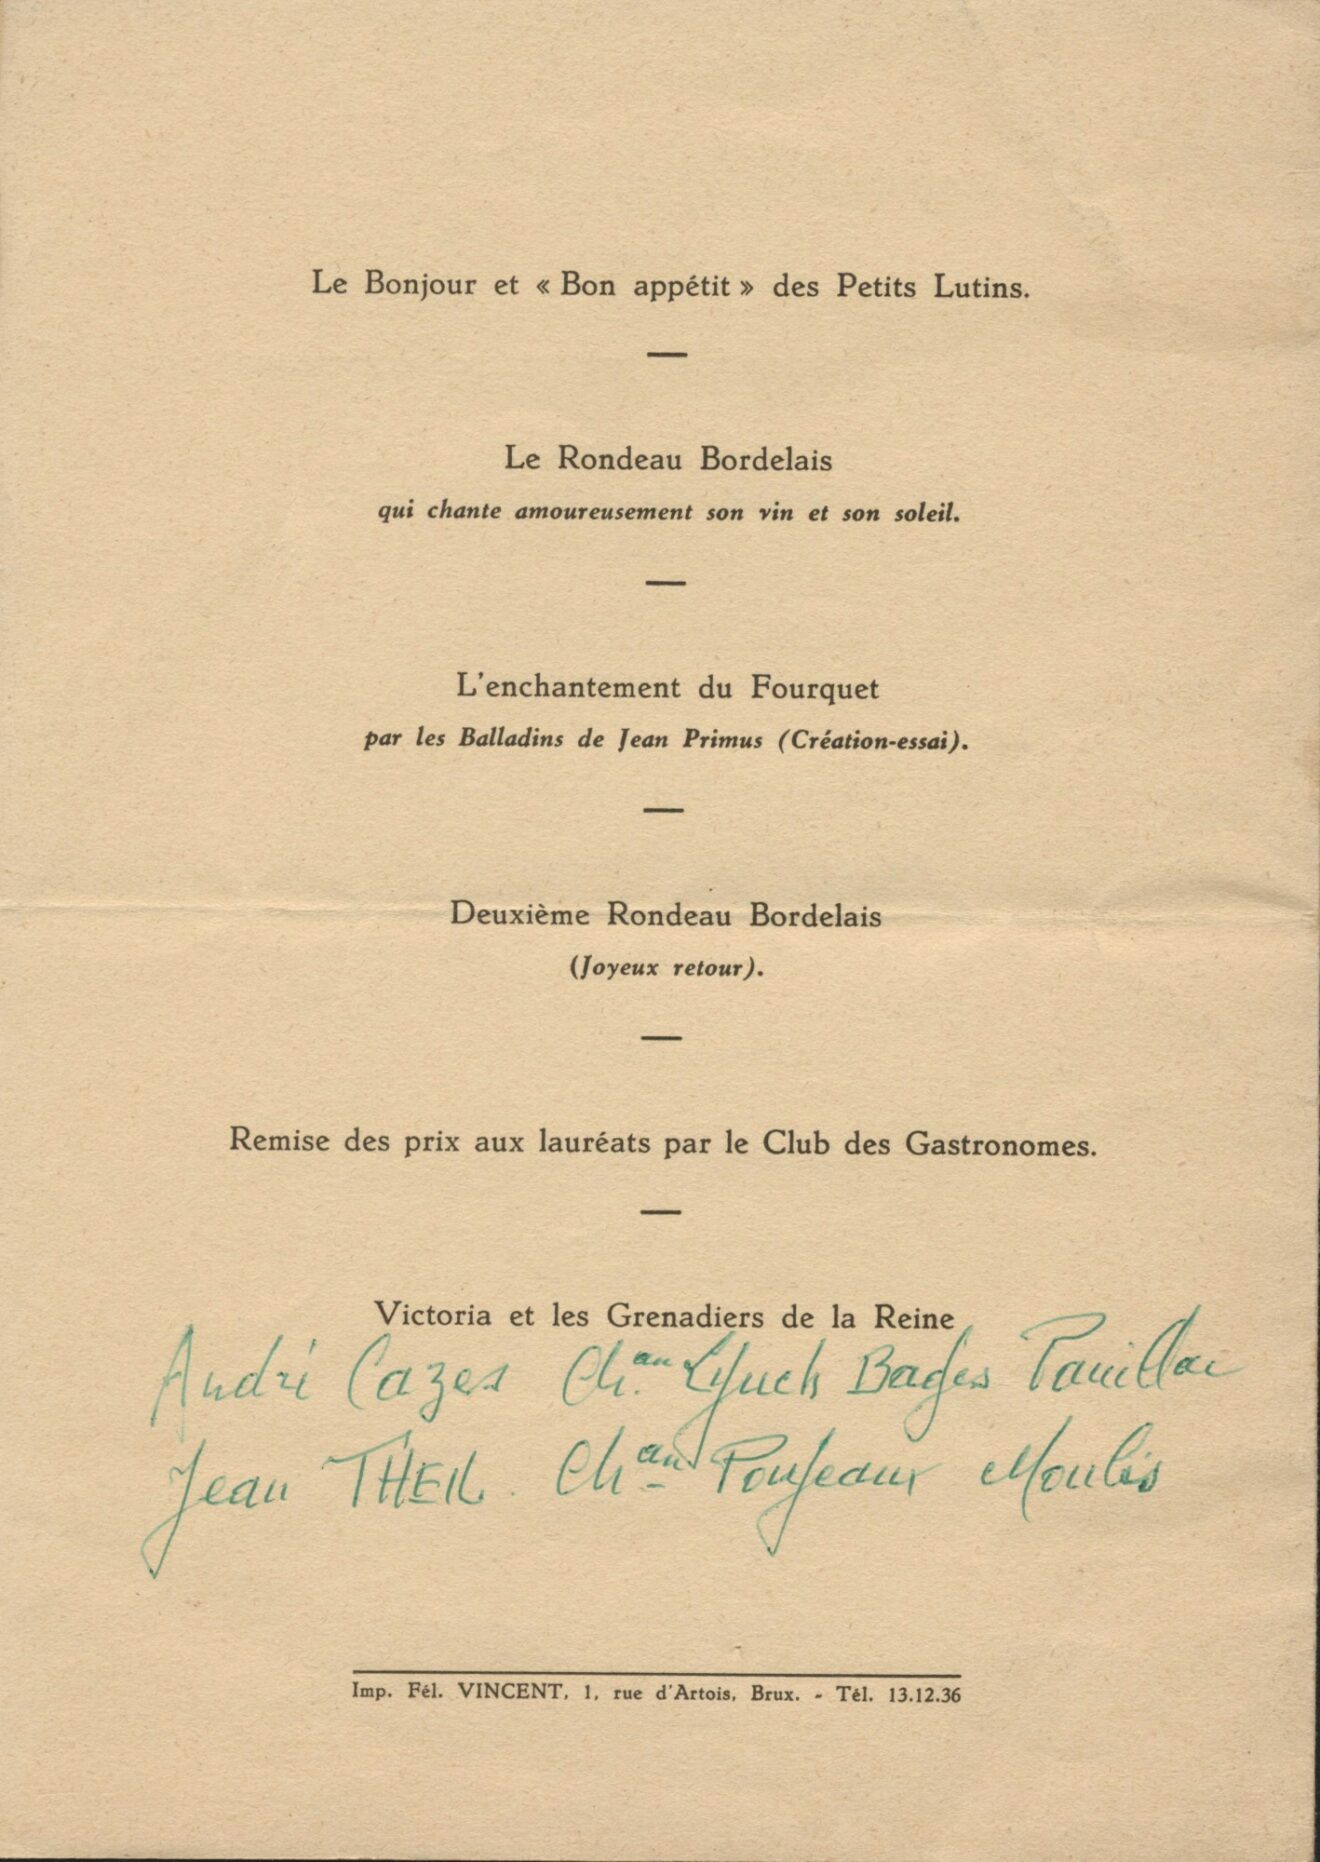 Le Bonjour et « Bon appétit » des Petits Lutins.
—
Le Rondeau Bordelais
qui chante amoureusement son vin et son soleil.
—
L'enchantement du Fourquet
par les Balladins de Jean Primus (Création-essai).
—
Deuxième Rondeau Bordelais
(Joyeux retour).
—
Remise des prix aux lauréats par le Club des Gastronomes.
—
Victoria et les Grenadiers de la Reine
André Cazes Ch.au Lynch Bages Pauillac
Jean THEIL. Chau Poujeaux Moulis
Imp. Fél. VINCENT, 1, rue d'Artois, Brux. - Tél. 13.12.36